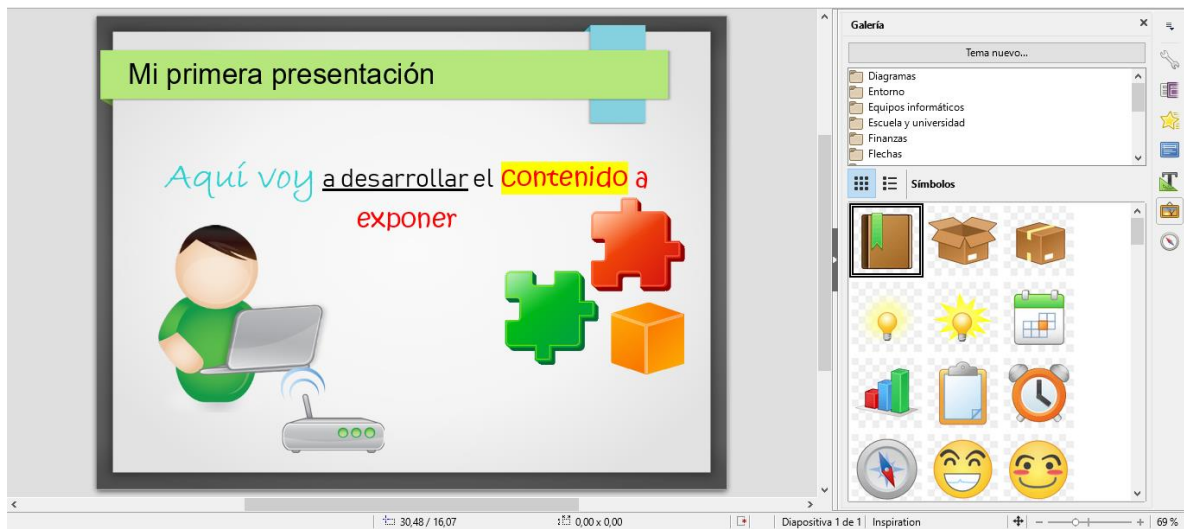 Mi primera presentación
Aquí voy a desarrollar el contenido a
exponer
Galería
Tema nuevo...
Diagramas
Entorno
Equipos informáticos
Escuela y universidad
Finanzas
Flechas
Símbolos
30,48 / 16,07
0,00 x 0,00
Diapositiva 1 de 1
Inspiration
69 %